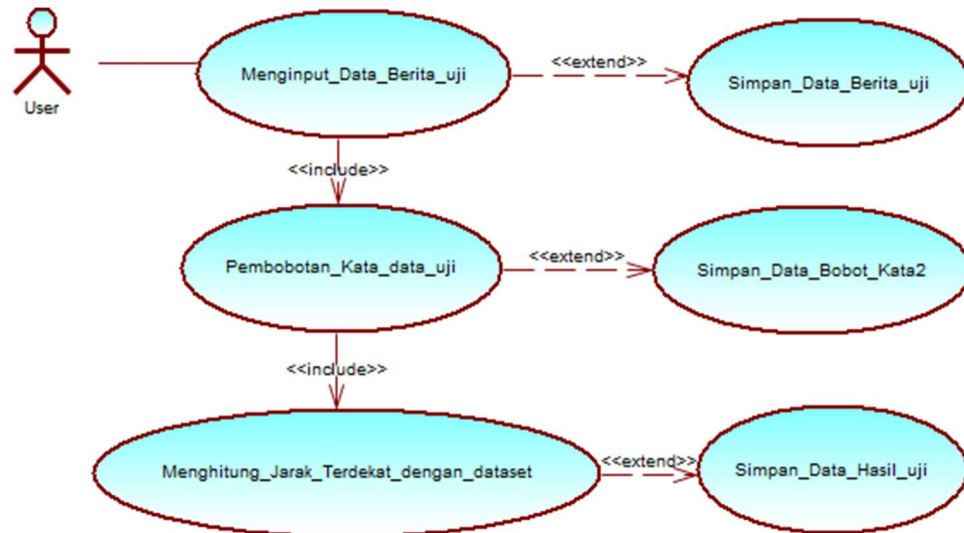 User
Menginput_Data_Berita_uji
<<extend>>
Simpan_Data_Berita_uji
<<include>>
Pembobotan_Kata_data_uji
<<extend>>
Simpan_Data_Bobot_Kata2
<<include>>
Menghitung_Jarak_Terdekat_dengan_dataset
<<extend>>
Simpan_Data_Hasil_uji